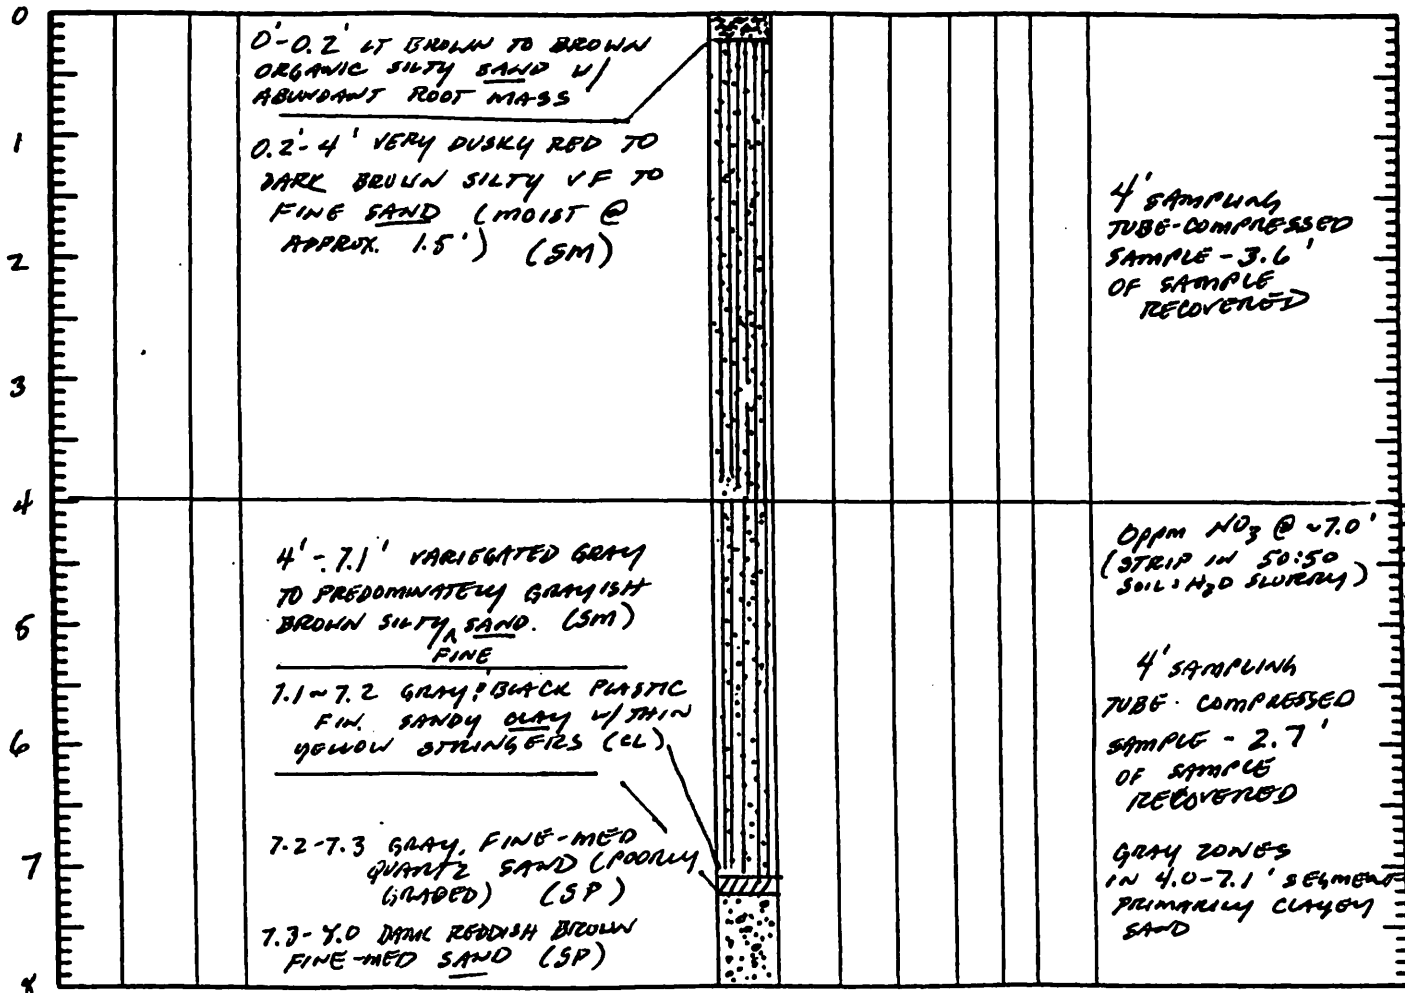 0
0'-0.2' LT BROWN TO BROWN
ORGANIC SILTY SAND W/
ABUNDANT ROOT MASS
1
0.2'-4' VERY DUSKY RED TO
DARK BROWN SILTY VF TO
FINE SAND (MOIST @
APPROX. 1.5') (SM)
2
3
4
4'-7.1' VARIEGATED GRAY
TO PREDOMINATELY GRAYISH
BROWN SILTY ^ SAND. (SM)
FINE
5
7.1-7.2 GRAY BLACK PLASTIC
FIN. SANDY CLAY W/ THIN
YELLOW STRINGERS (CL)
6
7.2-7.3 GRAY, FINE-MED
QUARTZ SAND (POORLY
GRADED) (SP)
7
7.3-8.0 DARK REDDISH BROWN
FINE-MED SAND (SP)
8
4' SAMPLING
TUBE-COMPRESSED
SAMPLE - 3.6'
OF SAMPLE
RECOVERED
0ppm NO3 @ ~7.0'
(STRIP IN 50:50
SOIL:H2O SLURRY)
4' SAMPLING
TUBE-COMPRESSED
SAMPLE - 2.7'
OF SAMPLE
RECOVERED
GRAY ZONES
IN 4.0-7.1' SEGMENT
PRIMARILY CLAYEY
SAND